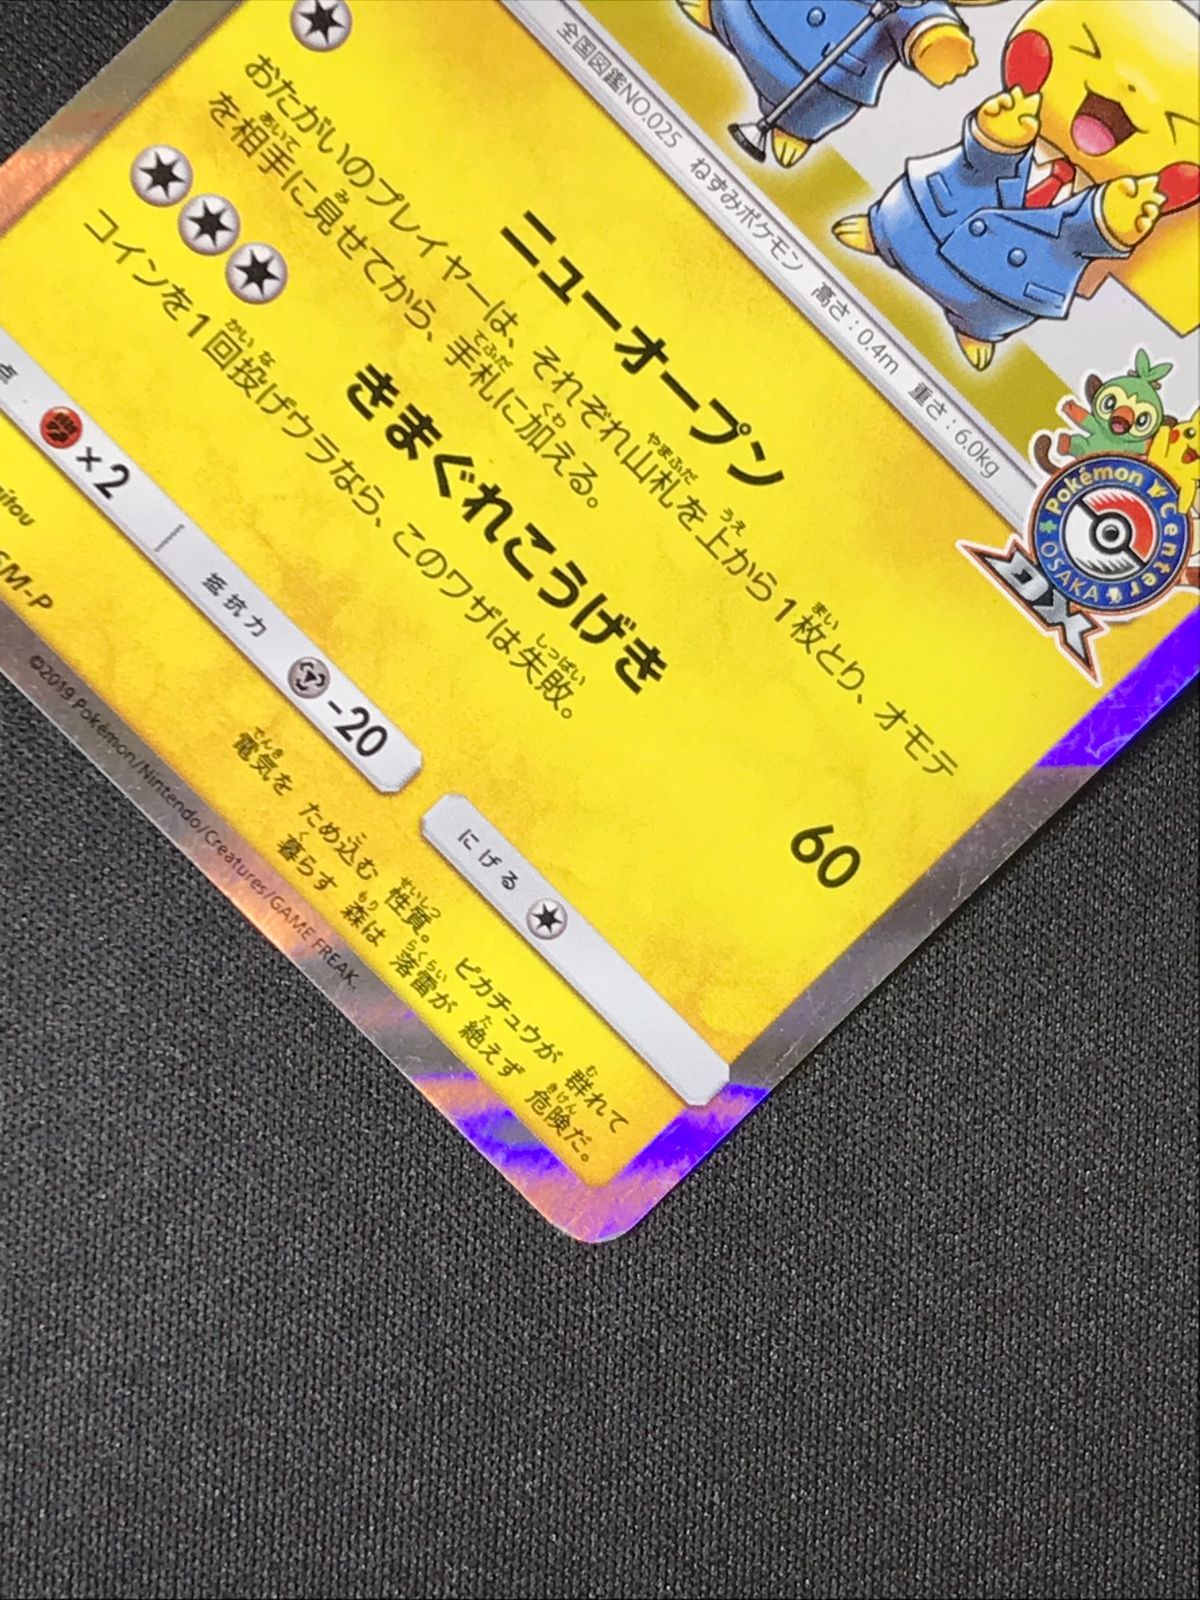 全国図鑑NO.025 ねずみポケモン 高さ:0.4m 重さ:6.0kg
Pokémon Center
OSAKA
DX
ニューオープン
おたがいのプレイヤーは、それぞれ山札を上から1枚とり、オモテ
を相手に見せてから、手札に加える。
きまぐれこうげき 60
コインを1回投げウラなら、このワザは失敗。
点 ×2 抵抗力 -20 にげる
電気を ため込む 性質。 ピカチュウが 群れて
暮らす 森は 落雷が 絶えず 危険だ。
SM-P
©2019 Pokémon/Nintendo/Creatures/GAME FREAK.